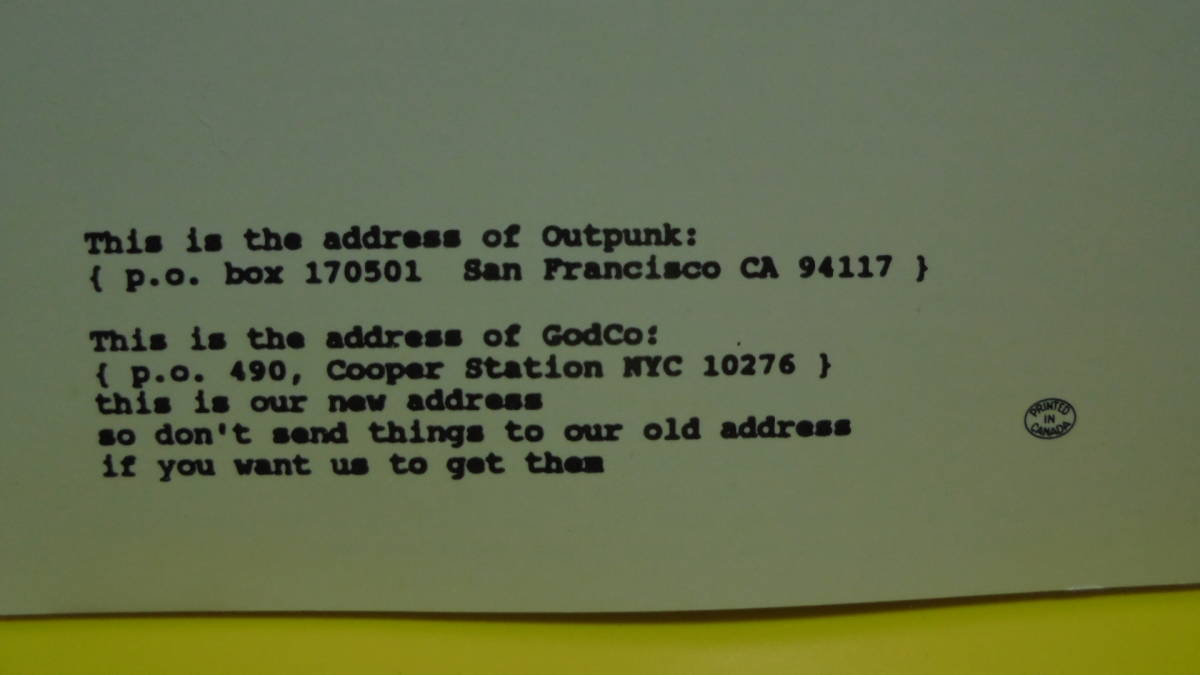 This is the address of Outpunk:
{ p.o. box 170501  San Francisco CA 94117 }
This is the address of GodCo:
{ p.o. 490, Cooper Station NYC 10276 }
this is our new address
so don't send things to our old address
if you want us to get them
PRINTED
IN
CANADA